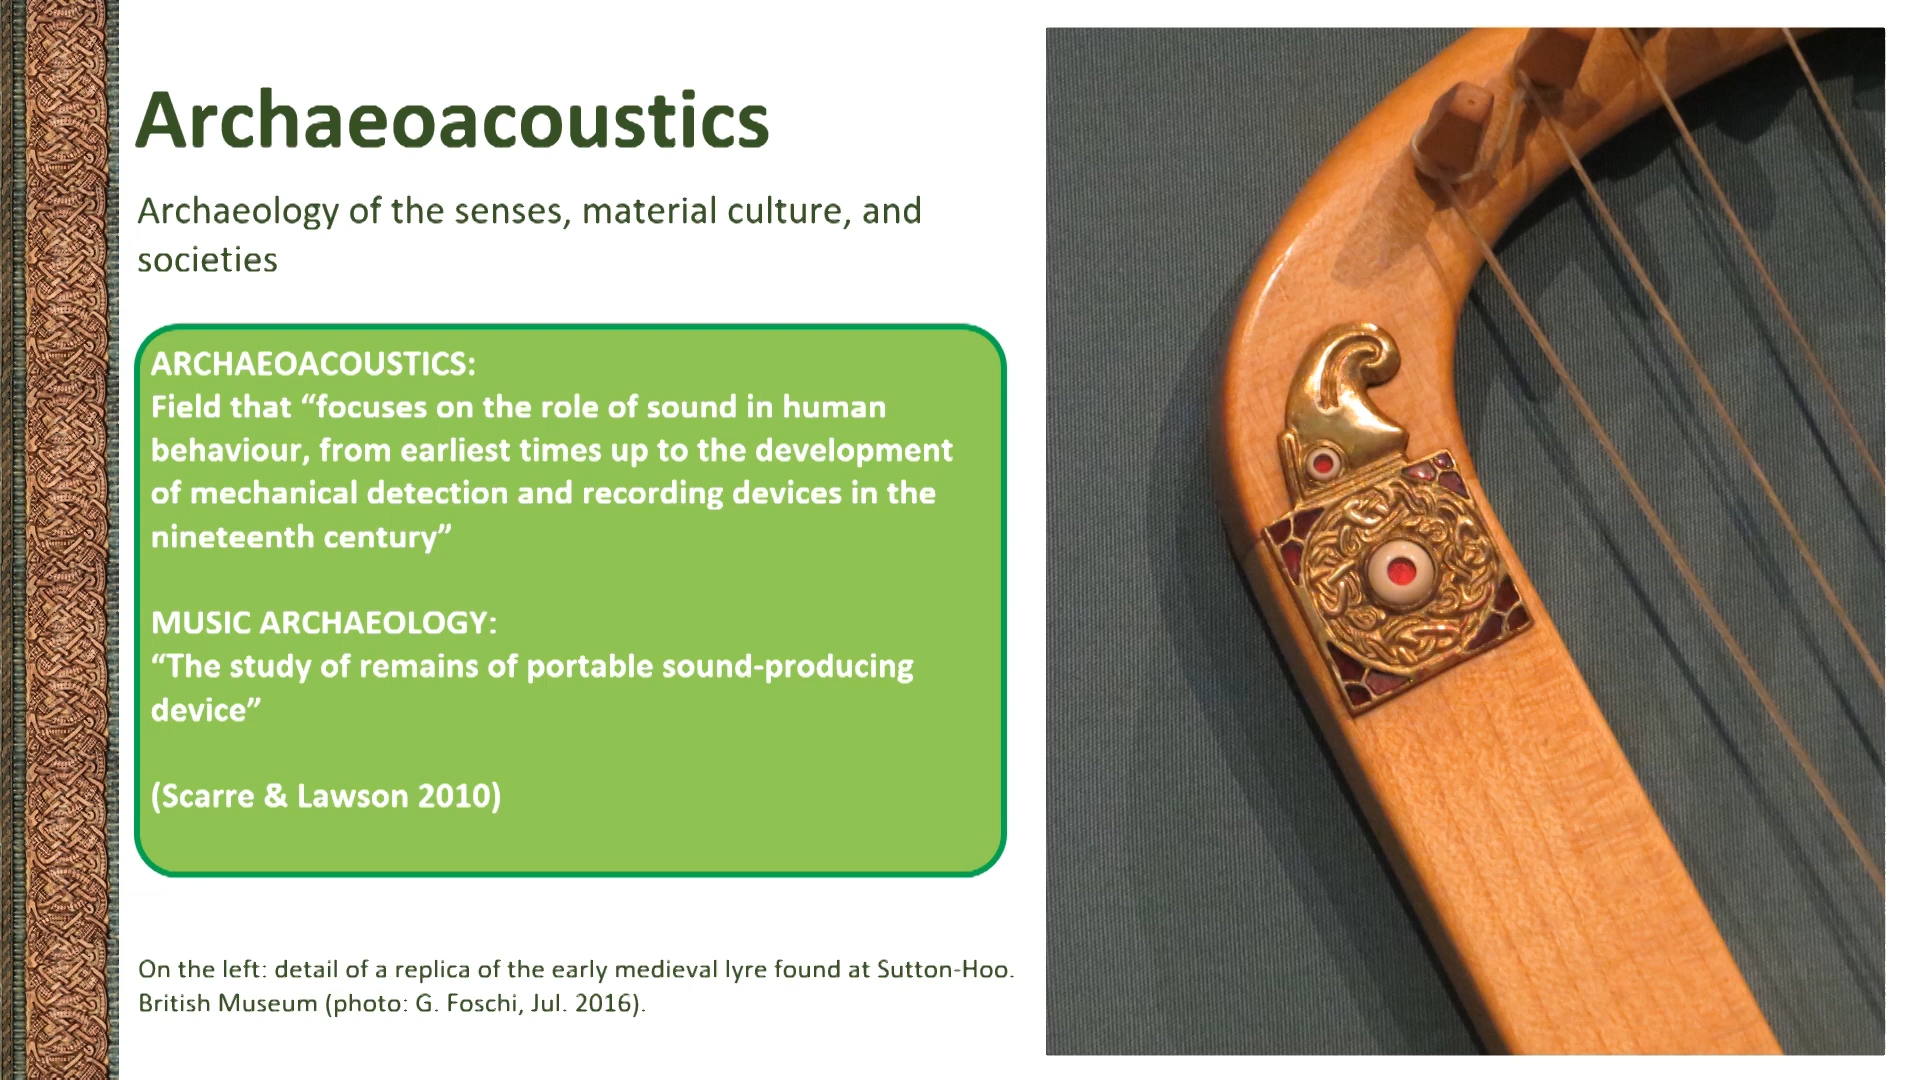 Archaeoacoustics
Archaeology of the senses, material culture, and
societies
ARCHAEOACOUSTICS:
Field that “focuses on the role of sound in human
behaviour, from earliest times up to the development
of mechanical detection and recording devices in the
nineteenth century”
MUSIC ARCHAEOLOGY:
“The study of remains of portable sound-producing
device”
(Scarre & Lawson 2010)
On the left: detail of a replica of the early medieval lyre found at Sutton-Hoo.
British Museum (photo: G. Foschi, Jul. 2016).